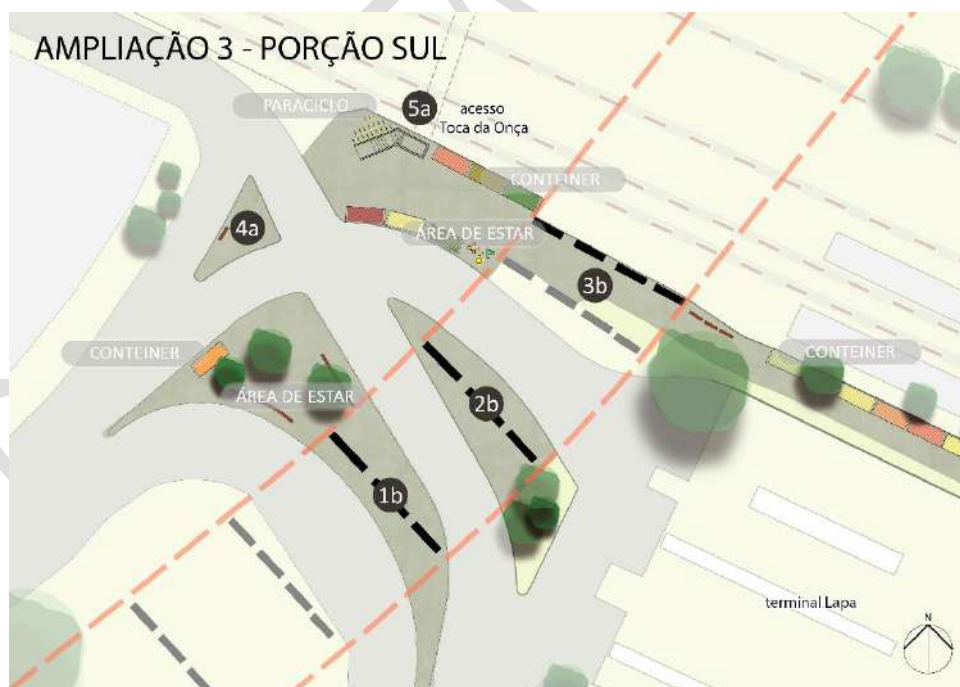 AMPLIAÇÃO 3 - PORÇÃO SUL
PARACICLO
5a
acesso
Toca da Onça
CONTEINER
4a
ÁREA DE ESTAR
3b
CONTEINER
CONTEINER
ÁREA DE ESTAR
2b
1b
terminal Lapa
N